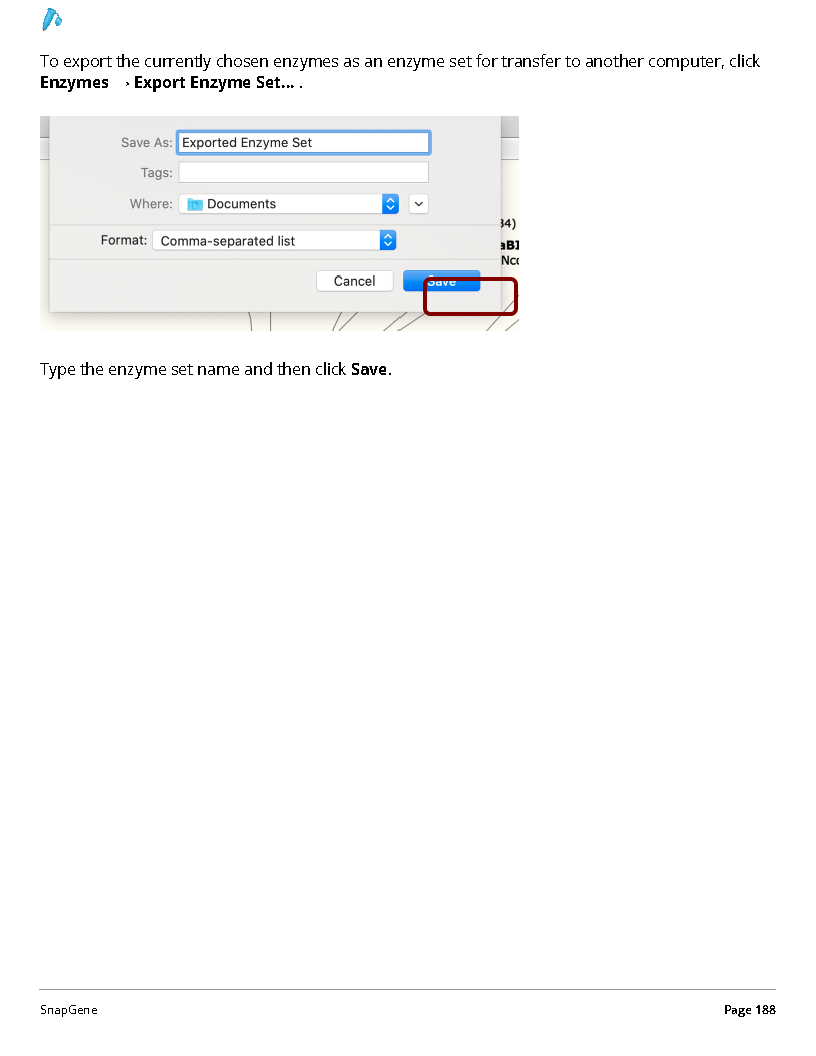 To export the currently chosen enzymes as an enzyme set for transfer to another computer, click
Enzymes → Export Enzyme Set... .
Save As: Exported Enzyme Set
Tags:
Where: Documents
34)
Format: Comma-separated list
aBI
Nco
Cancel Save
Type the enzyme set name and then click Save.
SnapGene Page 188